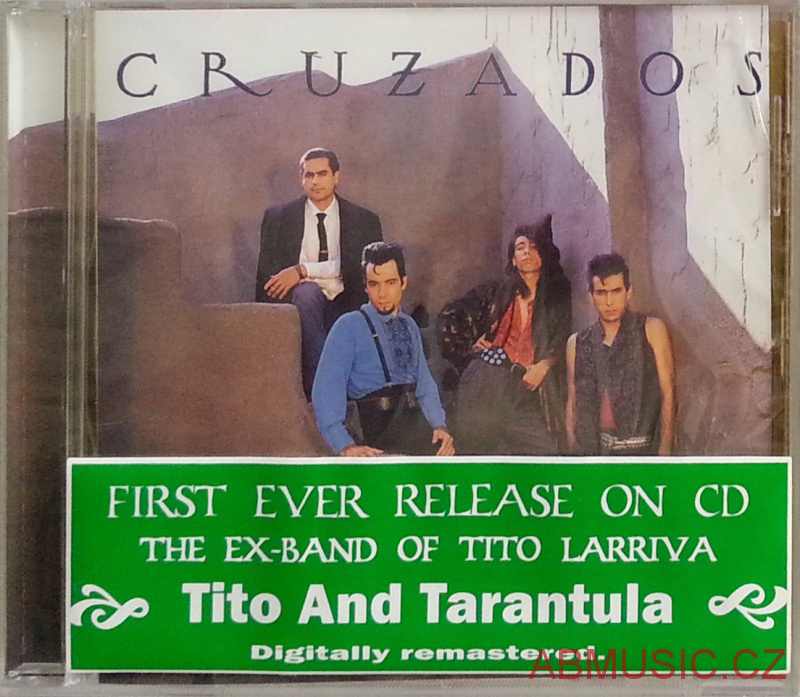 CRUZADOS
FIRST EVER RELEASE ON CD
THE EX-BAND OF TITO LARRIVA
Tito And Tarantula
Digitally remastered.
ABMUSIC.CZ